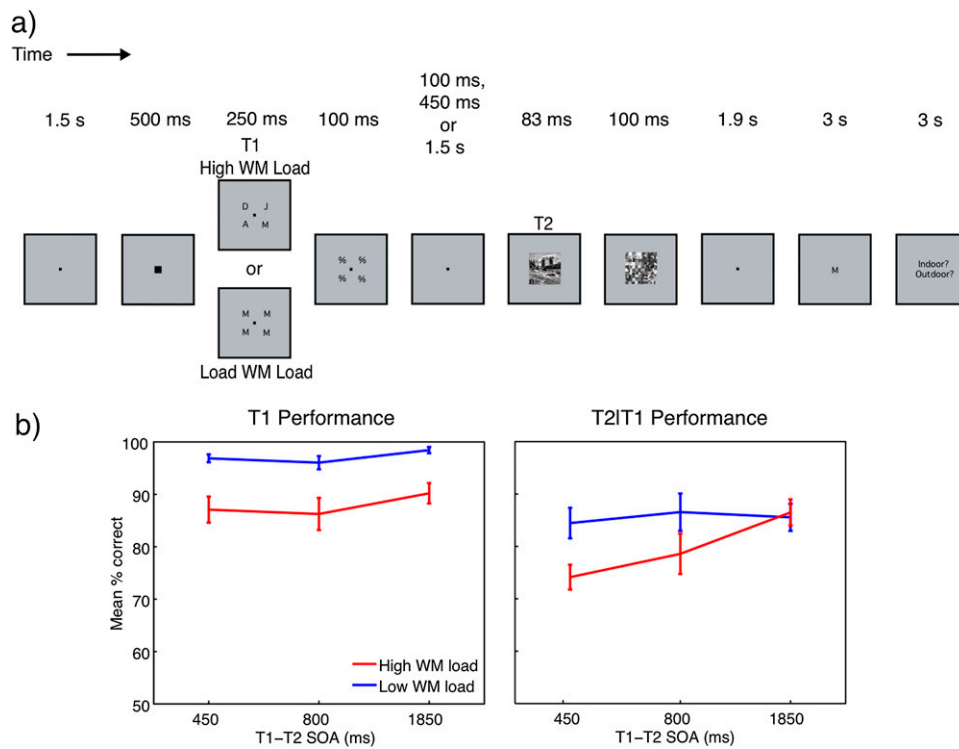 a)
Time
1.5 s
500 ms
250 ms
100 ms
100 ms,
450 ms
or
1.5 s
83 ms
100 ms
1.9 s
3 s
3 s
T1
High WM Load
D J
A M
or
M M
M M
Load WM Load
% %
% %
T2
M
Indoor?
Outdoor?
b)
T1 Performance
Mean % correct
100
90
80
70
60
50
High WM load
Low WM load
450 800 1850
T1–T2 SOA (ms)
T2IT1 Performance
450 800 1850
T1–T2 SOA (ms)